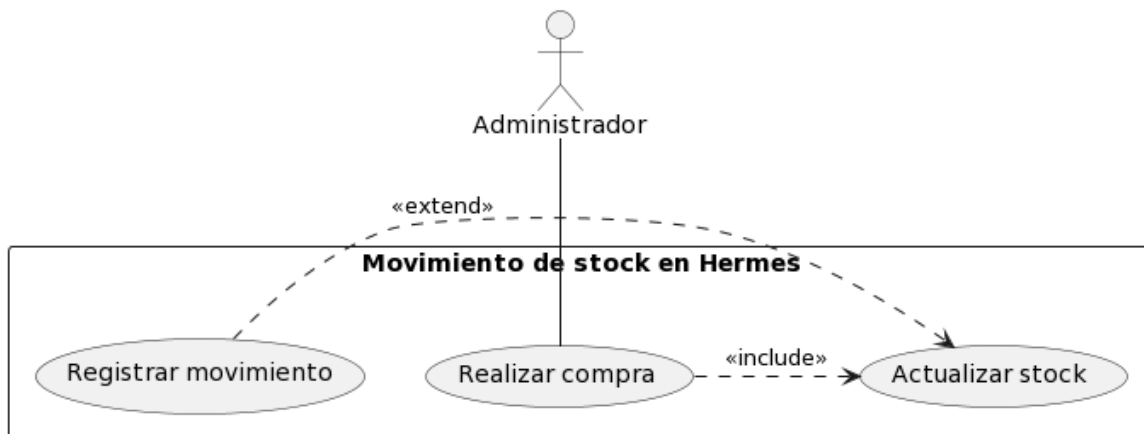 Administrador
«extend»
Movimiento de stock en Hermes
Registrar movimiento
Realizar compra
«include»
Actualizar stock